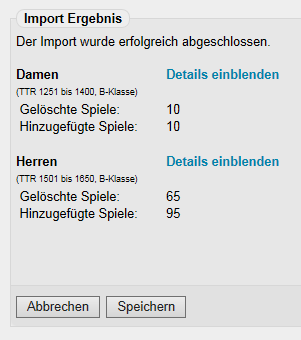 Import Ergebnis
Der Import wurde erfolgreich abgeschlossen.
Damen Details einblenden
(TTR 1251 bis 1400, B-Klasse)
Gelöschte Spiele: 10
Hinzugefügte Spiele: 10
Herren Details einblenden
(TTR 1501 bis 1650, B-Klasse)
Gelöschte Spiele: 65
Hinzugefügte Spiele: 95
Abbrechen Speichern